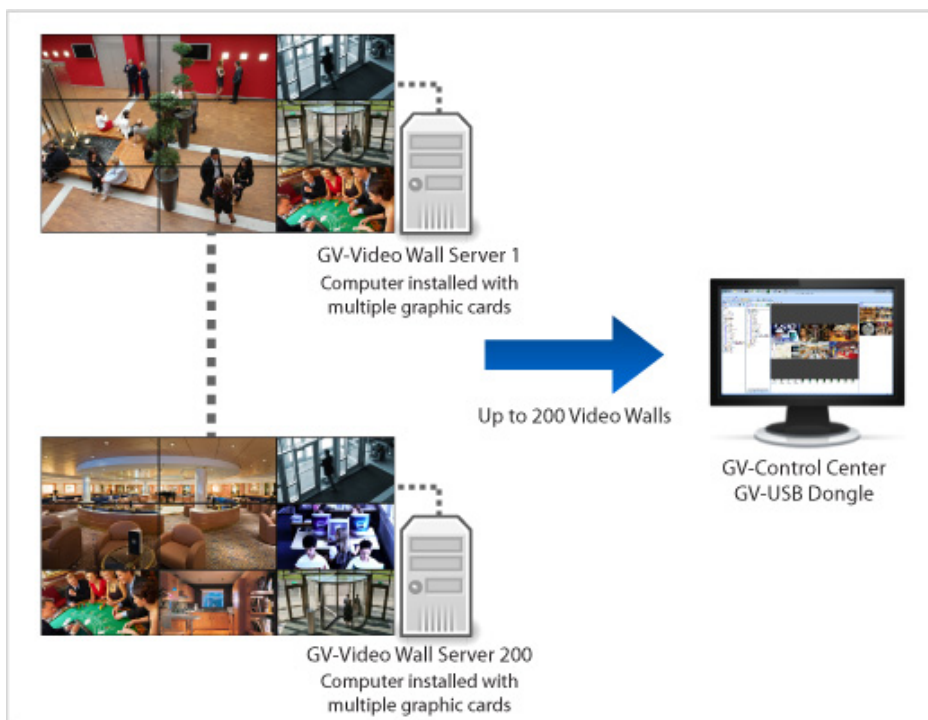 GV-Video Wall Server 1
Computer installed with
multiple graphic cards
Up to 200 Video Walls
GV-Control Center
GV-USB Dongle
GV-Video Wall Server 200
Computer installed with
multiple graphic cards